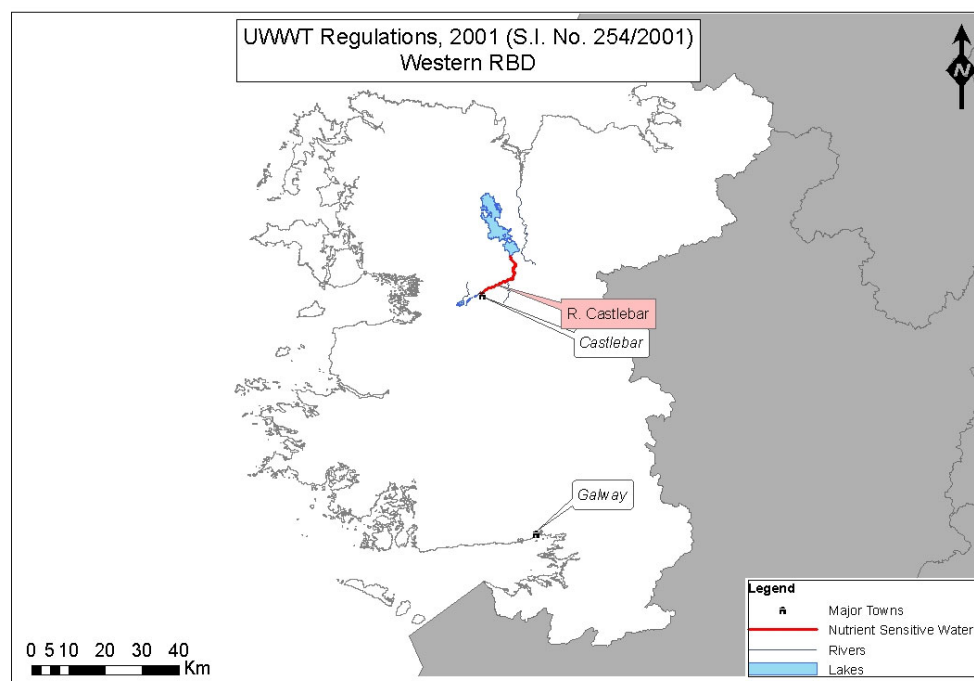 UWWT Regulations, 2001 (S.I. No. 254/2001)
Western RBD
N
R. Castlebar
Castlebar
Galway
Legend
Major Towns
Nutrient Sensitive Water
Rivers
Lakes
0 5 10 20 30 40
Km